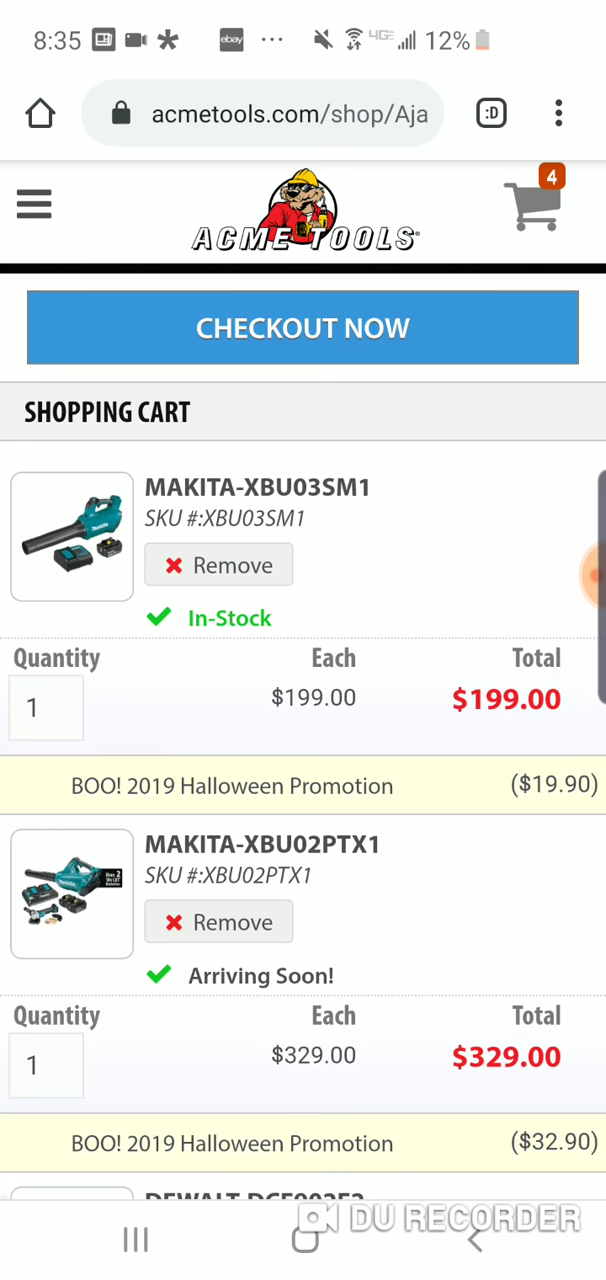 8:35 ebay 4GE 12%
acmetools.com/shop/Aja :D
4
ACME TOOLS
CHECKOUT NOW
SHOPPING CART
MAKITA-XBU03SM1
SKU #:XBU03SM1
Remove
In-Stock
Quantity Each Total
1 $199.00 $199.00
BOO! 2019 Halloween Promotion ($19.90)
MAKITA-XBU02PTX1
SKU #:XBU02PTX1
Remove
Arriving Soon!
Quantity Each Total
1 $329.00 $329.00
BOO! 2019 Halloween Promotion ($32.90)
DU RECORDER